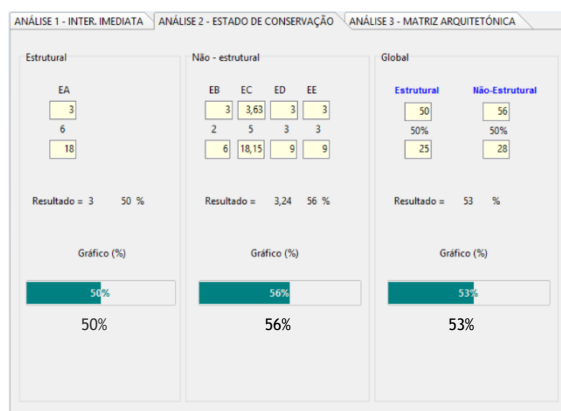 ANÁLISE 1 - INTER. IMEDIATA ANÁLISE 2 - ESTADO DE CONSERVAÇÃO ANÁLISE 3 - MATRIZ ARQUITETÓNICA
Estrutural Não - estrutural Global
EA EB EC ED EE Estrutural Não-Estrutural
3 3 3,63 3 3 50 56
6 2 5 3 3 50% 50%
18 6 18,15 9 9 25 28
Resultado = 3 50 % Resultado = 3,24 56 % Resultado = 53 %
Gráfico (%) Gráfico (%) Gráfico (%)
50% 56% 53%
50% 56% 53%